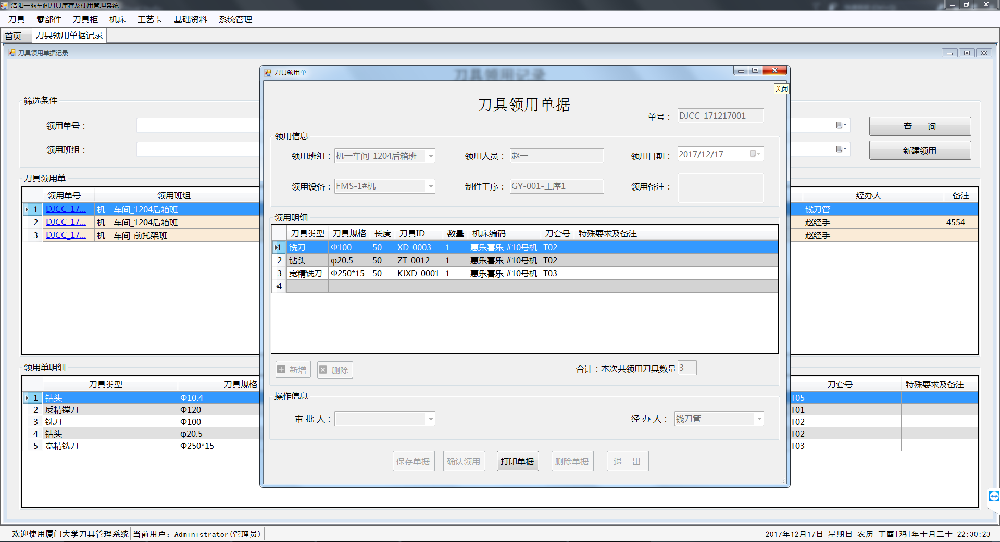 洛阳一拖车间刀具库存及使用管理系统
刀具 零部件 刀具柜 机床 工艺卡 基础资料 系统管理
首页 刀具领用单据记录
刀具领用单据记录
刀具领用记录
筛选条件
领用单号：
领用班组：
查 询
新建领用
刀具领用单
领用单号 领用班组 经办人 备注
1 DJCC_17... 机一车间_1204后箱班 钱刀管
2 DJCC_17... 机一车间_1204后箱班 赵经手 4554
3 DJCC_17... 机一车间_前托架班 赵经手
领用单明细
刀具类型 刀具规格 刀套号 特殊要求及备注
1 钻头 Φ10.4 T05
2 反精镗刀 Φ120 T01
3 铣刀 Φ100 T02
4 钻头 φ20.5 T02
5 宽精铣刀 Φ250*15 T03
刀具领用单
关闭
刀具领用单据
单号： DJCC_171217001
领用信息
领用班组： 机一车间_1204后箱班 领用人员： 赵一 领用日期： 2017/12/17
领用设备： FMS-1#机 制件工序： GY-001-工序1 领用备注：
领用明细
刀具类型 刀具规格 长度 刀具ID 数量 机床编码 刀套号 特殊要求及备注
1 铣刀 Φ100 50 XD-0003 1 惠乐喜乐 #10号机 T02
2 钻头 φ20.5 50 ZT-0012 1 惠乐喜乐 #10号机 T02
3 宽精铣刀 Φ250*15 50 KJXD-0001 1 惠乐喜乐 #10号机 T03
4
新增 删除 合计：本次共领用刀具数量 3
操作信息
审 批 人： 经 办 人： 钱刀管
保存单据 确认领用 打印单据 删除单据 退 出
欢迎使用厦门大学刀具管理系统 当前用户：Administrator(管理员) 2017年12月17日 星期日 农历 丁酉[鸡]年十月三十 22:30:23